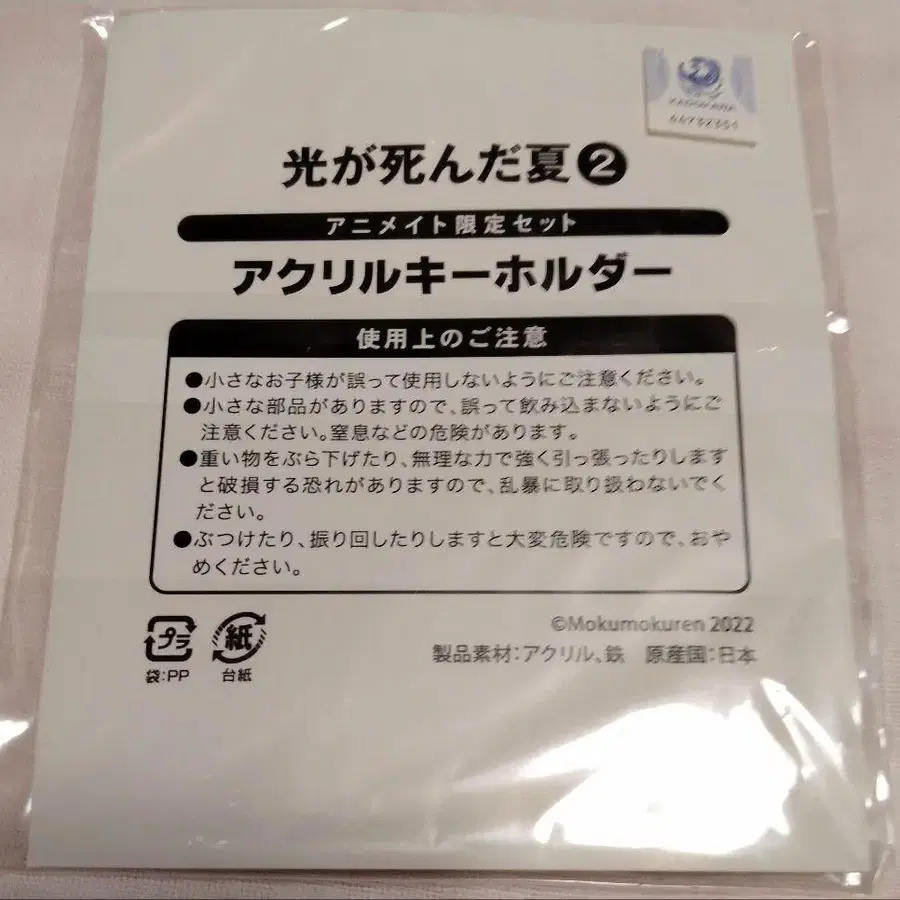 KADOKAWA
光が死んだ夏❷
アニメイト限定セット
アクリルキーホルダー
使用上のご注意
●小さなお子様が誤って使用しないようにご注意ください。
●小さな部品がありますので、誤って飲み込まないようにご
注意ください。窒息などの危険があります。
●重い物をぶら下げたり、無理な力で強く引っ張ったりします
と破損する恐れがありますので、乱暴に取り扱わないでく
ださい。
●ぶつけたり、振り回したりしますと大変危険ですので、おや
めください。
プラ
紙
袋:PP
台紙
©Mokumokuren 2022
製品素材:アクリル、鉄 原産国:日本